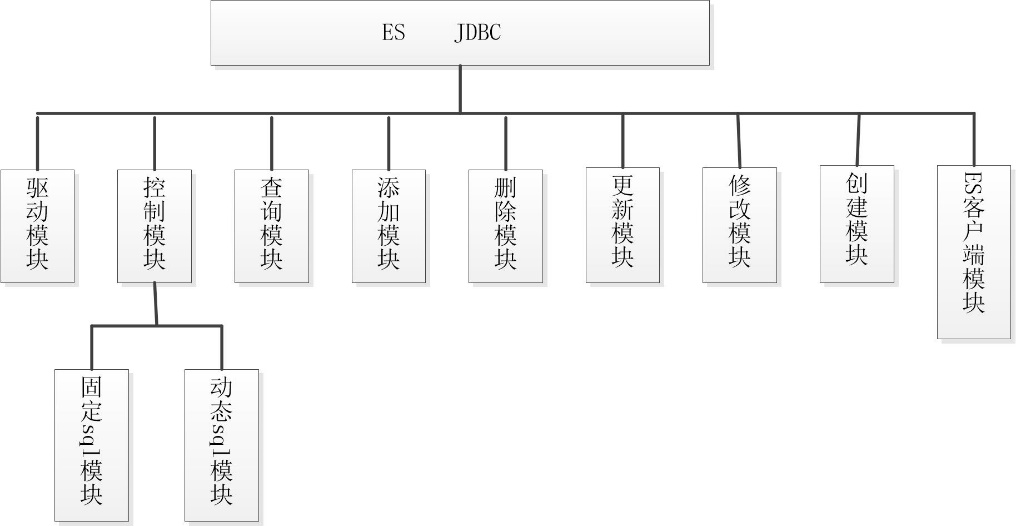 ES JDBC
驱动模块
控制模块
查询模块
添加模块
删除模块
更新模块
修改模块
创建模块
ES客户端模块
固定sql模块
动态sql模块